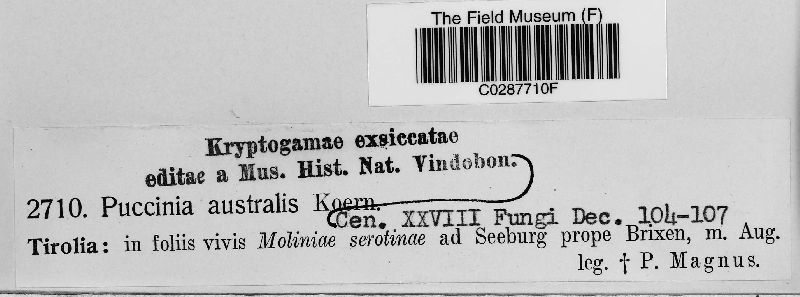 The Field Museum (F)
C0287710F
Kryptogamae exsiccatae
editae a Mus. Hist. Nat. Vindobon.
2710. Puccinia australis Koern.
Cen. XXVIII Fungi Dec. 104-107
Tirolia: in foliis vivis Moliniae serotinae ad Seeburg prope Brixen, m. Aug.
leg. † P. Magnus.